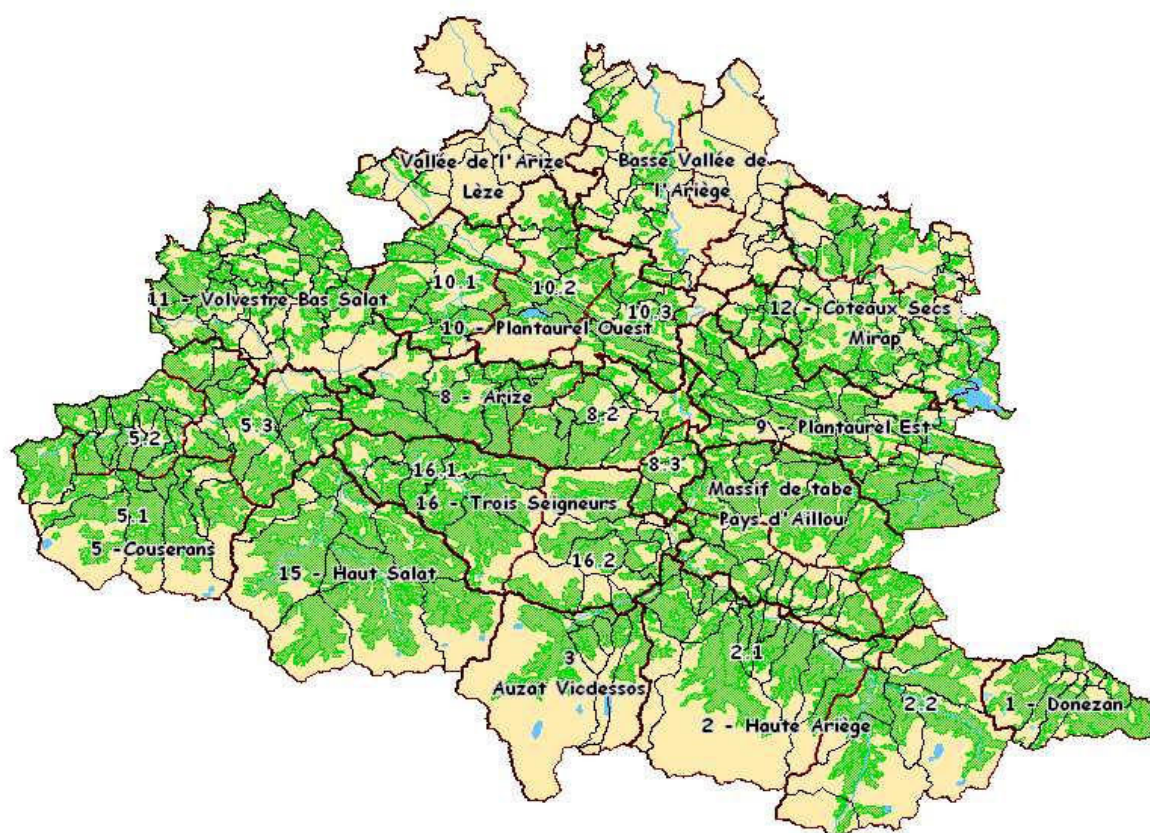 Vallée de l'Arize
Lèze
Basse Vallée de
l'Ariège
10.1
10.2
10.3
11 - Volvestre Bas Salat
10 - Plantaurel Ouest
12 - Coteaux Secs
Mirap
8 - Arize
8.2
5.2
5.3
9 - Plantaurel Est
16.1
8.3
16 - Trois Seigneurs
Massif de tabe
Pays d'Aillou
5.1
5 -Couserans
15 - Haut Salat
16.2
3
Auzat Vicdessos
2.1
2.2
2 - Haute Ariège
1 - Donezan